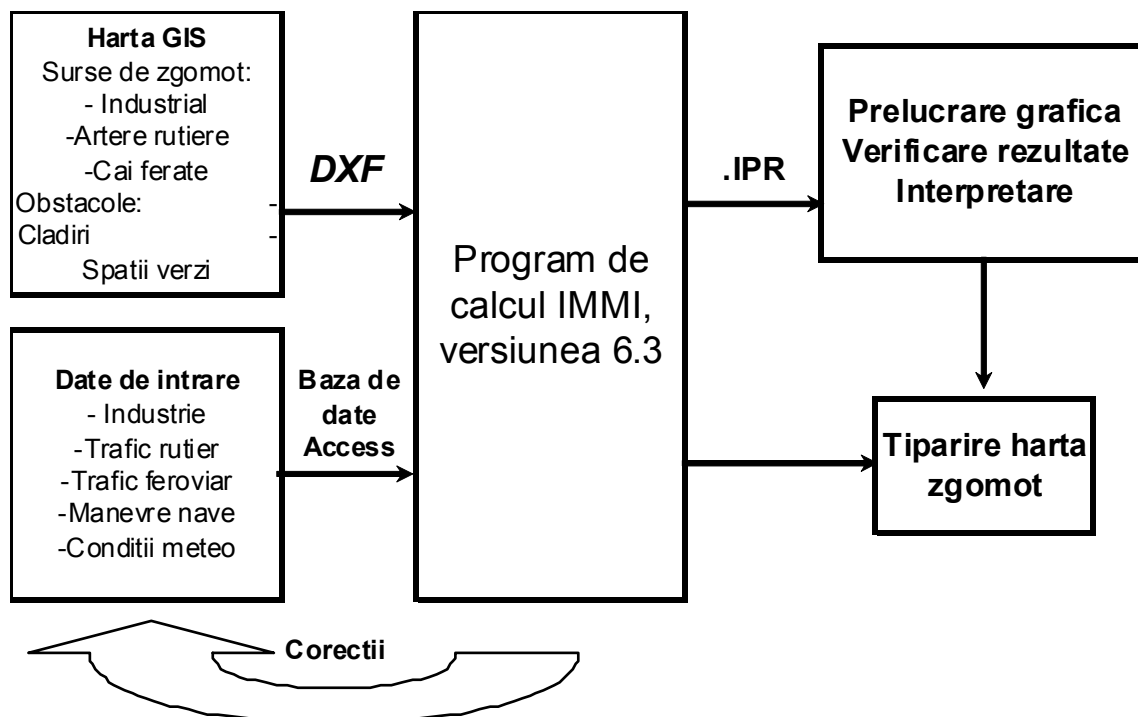 Harta GIS
Surse de zgomot:
- Industrial
-Artere rutiere
-Cai ferate
Obstacole: -
Cladiri -
Spatii verzi
DXF
Date de intrare
- Industrie
-Trafic rutier
-Trafic feroviar
-Manevre nave
-Conditii meteo
Baza de
date
Access
Program de
calcul IMMI,
versiunea 6.3
.IPR
Prelucrare grafica
Verificare rezultate
Interpretare
Tiparire harta
zgomot
Corectii